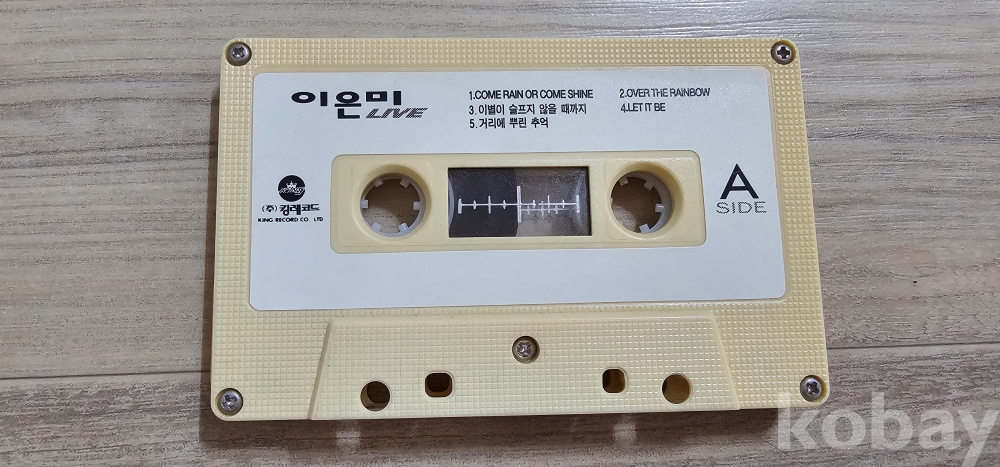 이은미
LIVE
1.COME RAIN OR COME SHINE
2.OVER THE RAINBOW
3.이별이 슬프지 않을 때까지
4.LET IT BE
5.거리에 뿌린 추억
A
SIDE
KING
(주)킹레코드
KING RECORD CO. LTD
kobay